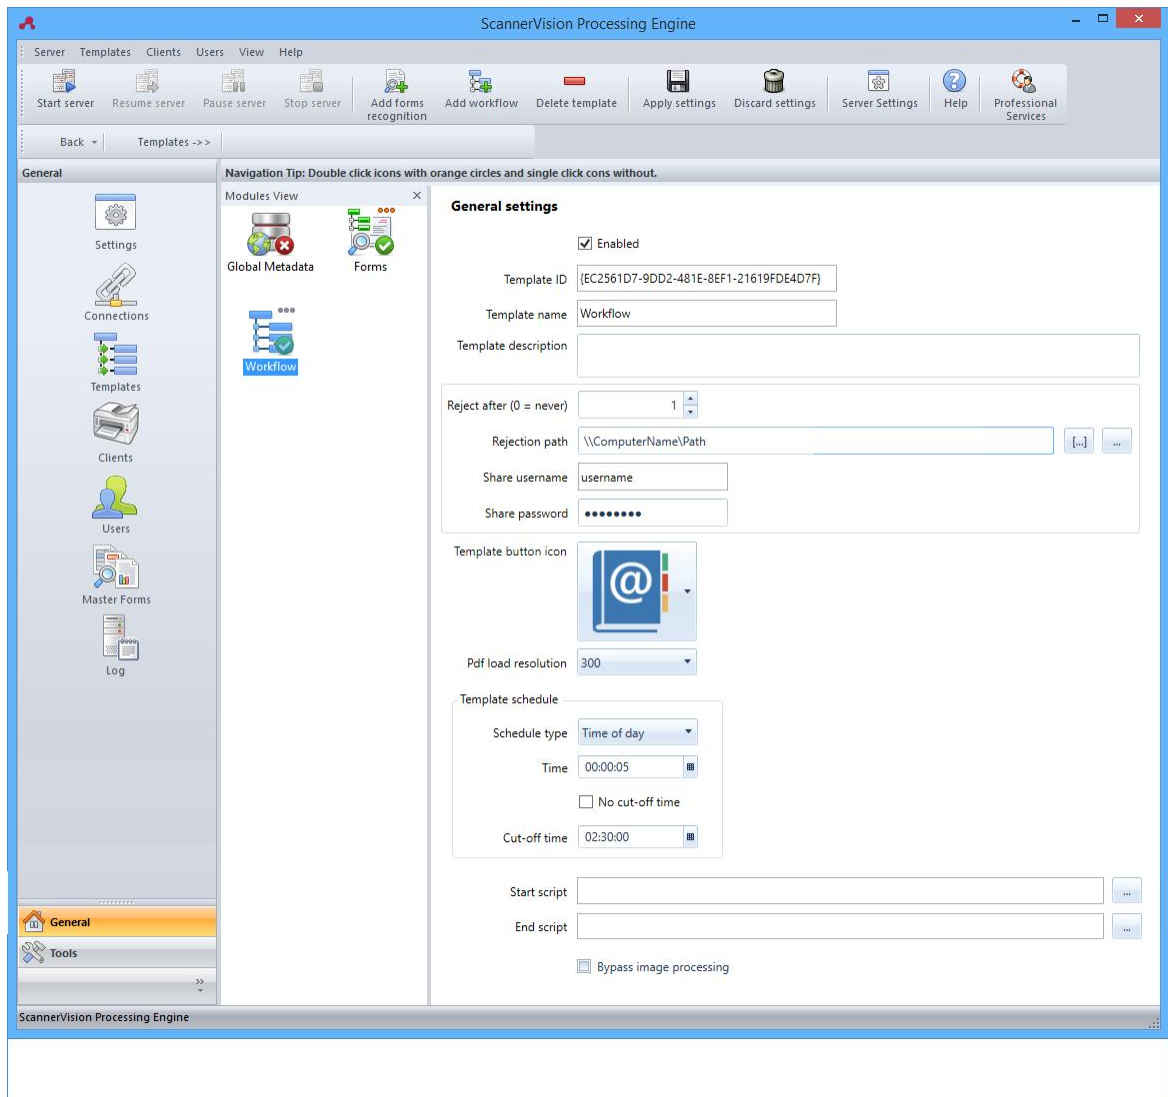 ScannerVision Processing Engine
Server Templates Clients Users View Help
Start server Resume server Pause server Stop server Add forms recognition Add workflow Delete template Apply settings Discard settings Server Settings Help Professional Services
Back Templates ->>
General
Navigation Tip: Double click icons with orange circles and single click cons without.
Settings
Connections
Templates
Clients
Users
Master Forms
Log
General
Tools
»
Modules View
Global Metadata Forms
Workflow
General settings
Enabled
Template ID {EC2561D7-9DD2-481E-8EF1-21619FDE4D7F}
Template name Workflow
Template description
Reject after (0 = never) 1
Rejection path \\ComputerName\Path [...] ...
Share username username
Share password ••••••••
Template button icon @
Pdf load resolution 300
Template schedule
Schedule type Time of day
Time 00:00:05
No cut-off time
Cut-off time 02:30:00
Start script ...
End script ...
Bypass image processing
ScannerVision Processing Engine